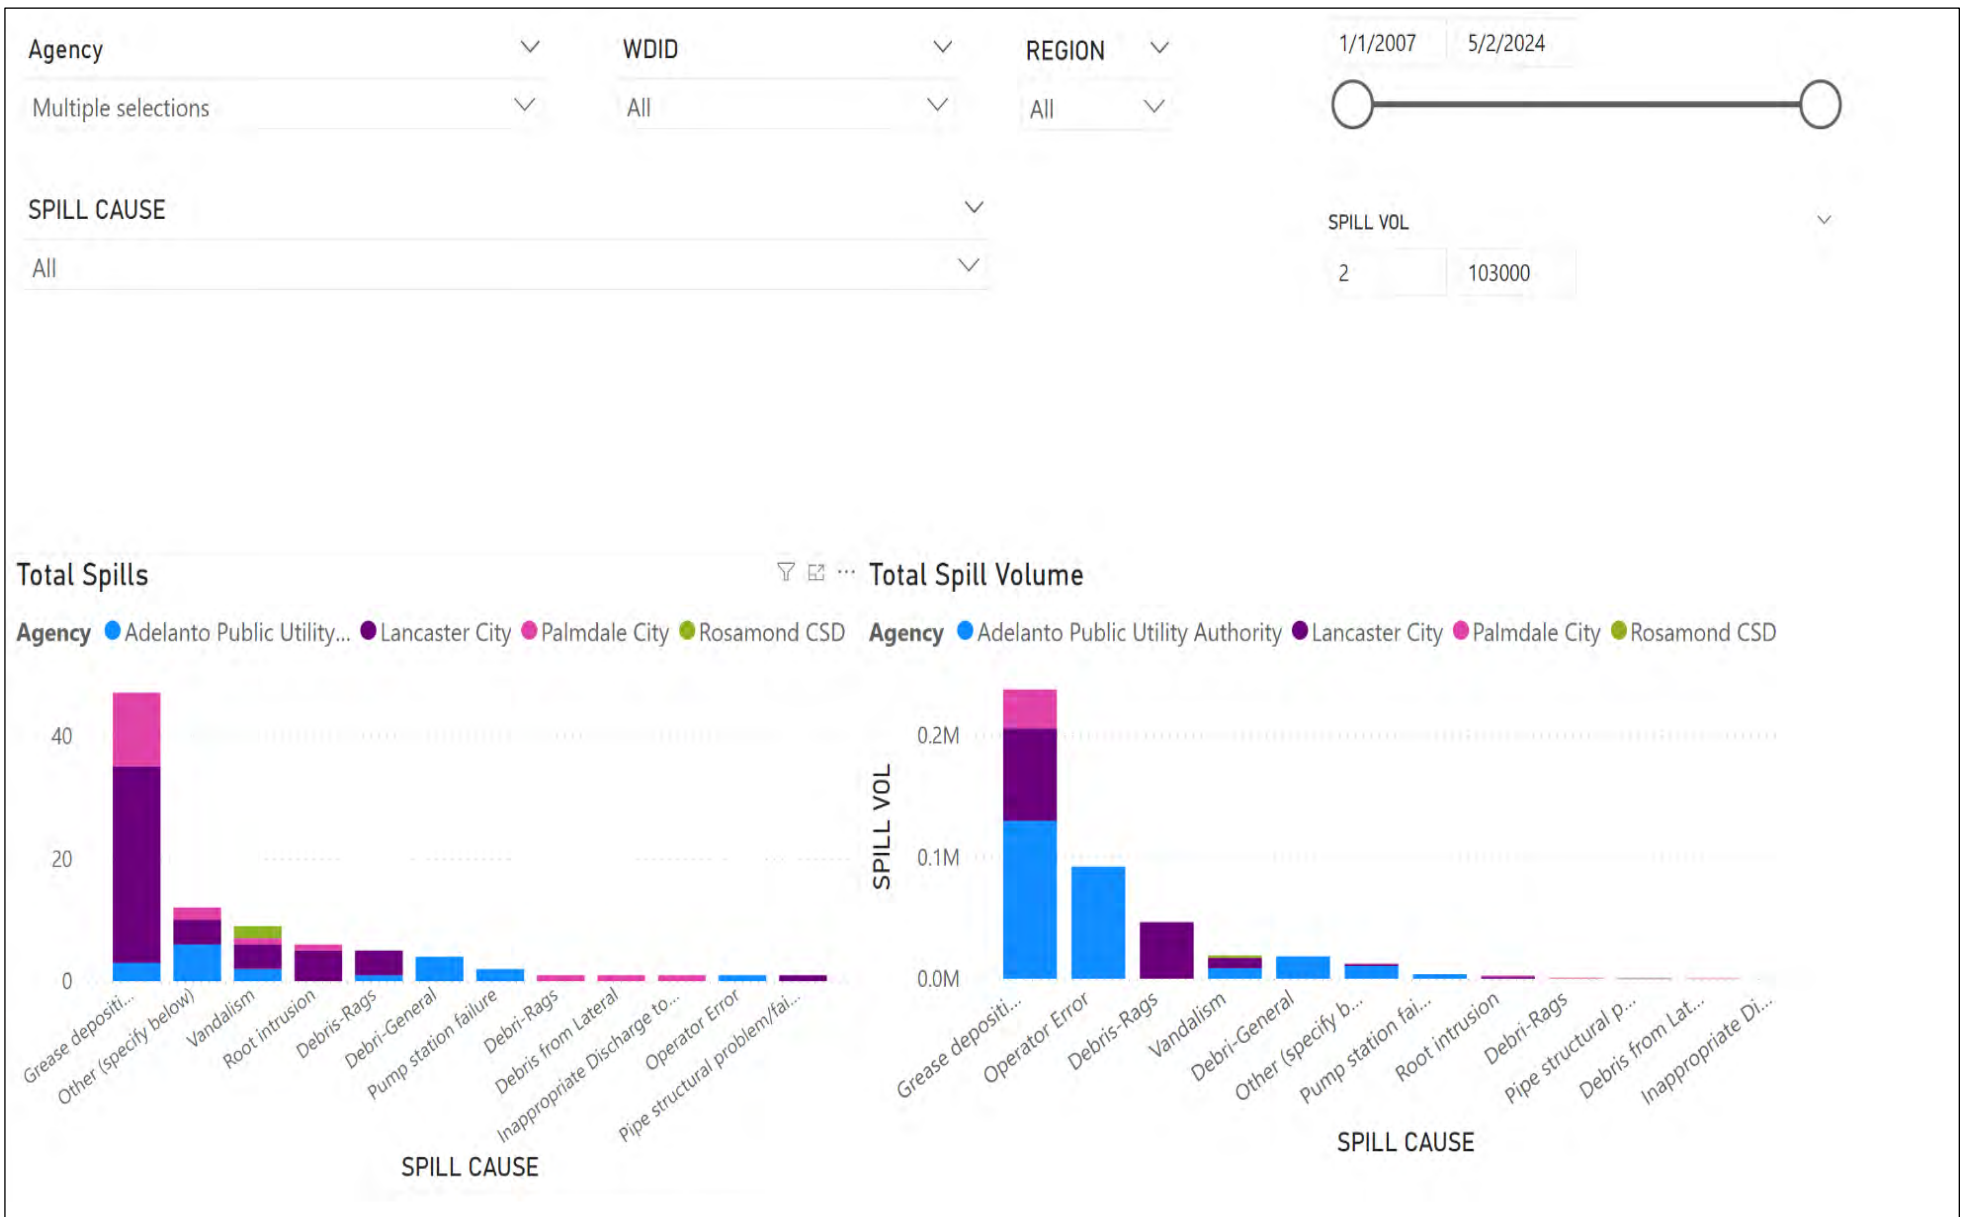 Agency
WDID
REGION
1/1/2007 5/2/2024
Multiple selections
All
All
SPILL CAUSE
All
SPILL VOL
2 103000
Total Spills
Agency Adelanto Public Utility... Lancaster City Palmdale City Rosamond CSD
40
20
0
Grease depositi...
Other (specify below)
Vandalism
Root intrusion
Debris-Rags
Debri-General
Pump station failure
Debri-Rags
Debris from Lateral
Inappropriate Discharge to...
Operator Error
Pipe structural problem/fai...
SPILL CAUSE
Total Spill Volume
Agency Adelanto Public Utility Authority Lancaster City Palmdale City Rosamond CSD
SPILL VOL
0.2M
0.1M
0.0M
Grease depositi...
Operator Error
Debris-Rags
Vandalism
Debri-General
Other (specify b...
Pump station fai...
Root intrusion
Debri-Rags
Pipe structural p...
Debris from Lat...
Inappropriate Di...
SPILL CAUSE